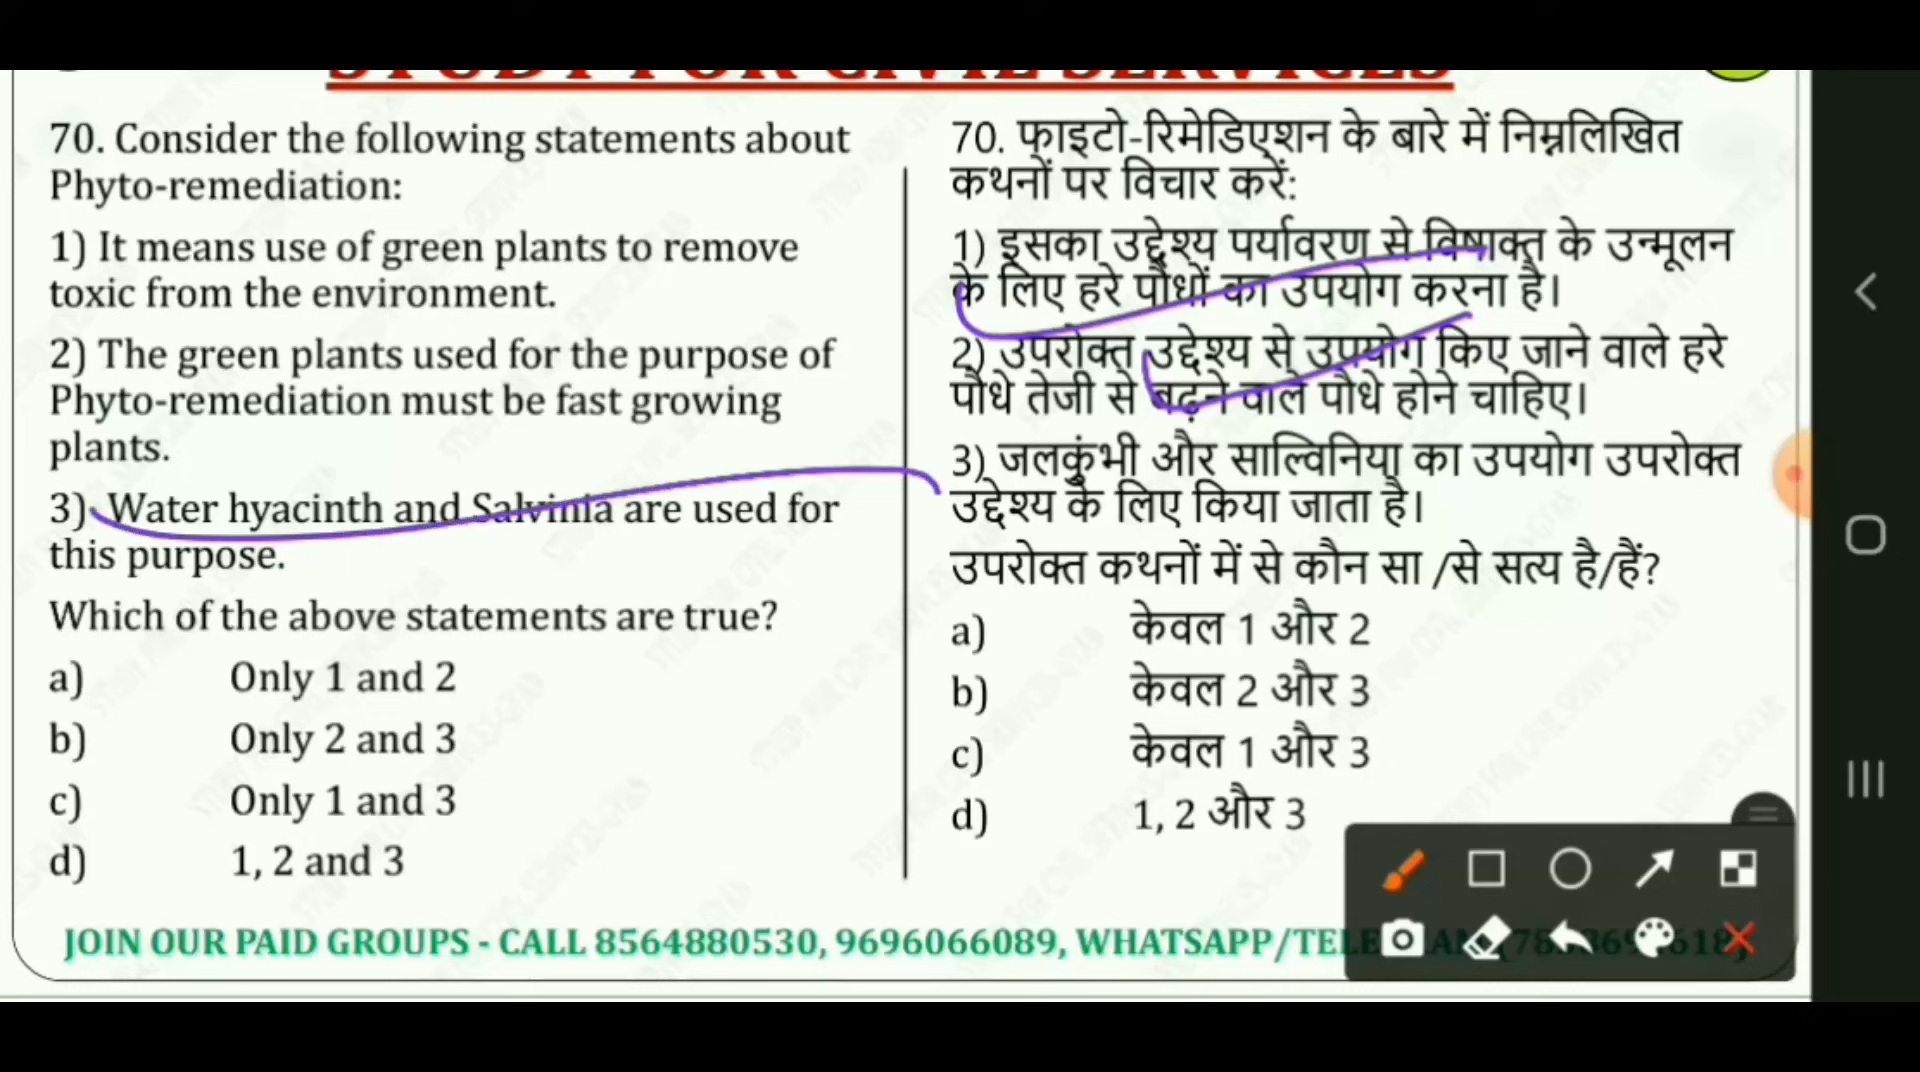 STUDY FOR CIVIL SERVICES
70. Consider the following statements about
Phyto-remediation:
1) It means use of green plants to remove
toxic from the environment.
2) The green plants used for the purpose of
Phyto-remediation must be fast growing
plants.
3) Water hyacinth and Salvinia are used for
this purpose.
Which of the above statements are true?
a) Only 1 and 2
b) Only 2 and 3
c) Only 1 and 3
d) 1, 2 and 3
70. फाइटो-रिमेडिएशन के बारे में निम्नलिखित
कथनों पर विचार करें:
1) इसका उद्देश्य पर्यावरण से विषाक्त के उन्मूलन
के लिए हरे पौधों का उपयोग करना है।
2) उपरोक्त उद्देश्य से उपयोग किए जाने वाले हरे
पौधे तेजी से बढ़ने वाले पौधे होने चाहिए।
3) जलकुंभी और साल्विनिया का उपयोग उपरोक्त
उद्देश्य के लिए किया जाता है।
उपरोक्त कथनों में से कौन सा /से सत्य है/हैं?
a) केवल 1 और 2
b) केवल 2 और 3
c) केवल 1 और 3
d) 1, 2 और 3
JOIN OUR PAID GROUPS - CALL 8564880530, 9696066089,